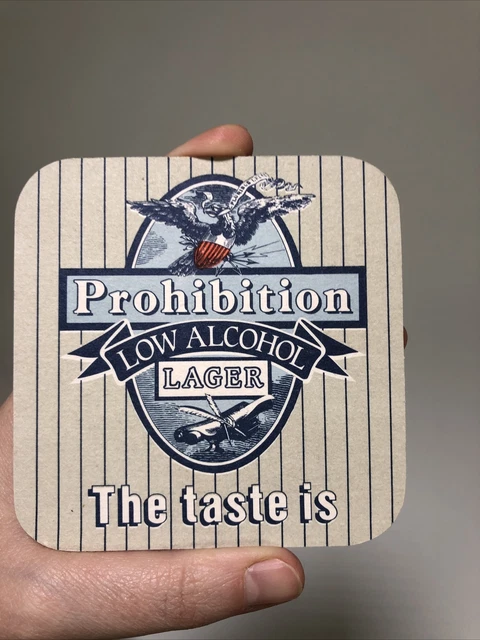 Prohibition
LOW ALCOHOL
LAGER
The taste is